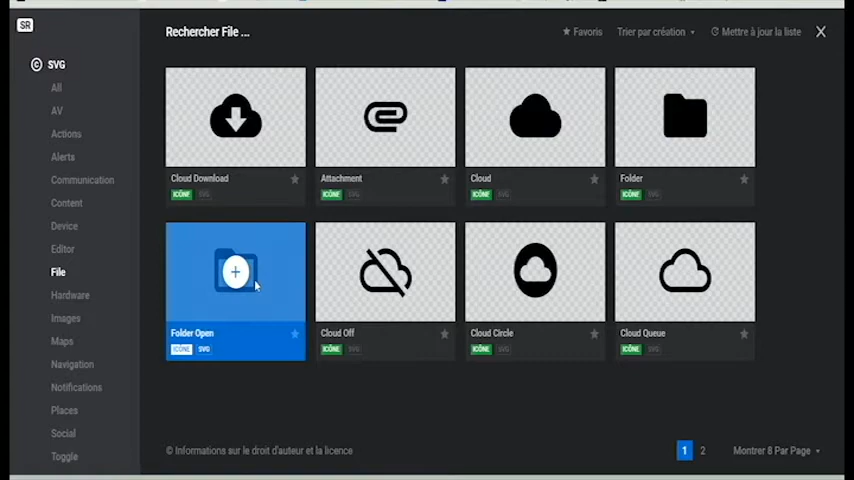 SR
Rechercher File ...
★ Favoris
Trier par création
Mettre à jour la liste
X
© SVG
All
AV
Actions
Alerts
Communication
Content
Device
Editor
File
Hardware
Images
Maps
Navigation
Notifications
Places
Social
Toggle
Cloud Download
ICÔNE SVG
Attachment
ICÔNE SVG
Cloud
ICÔNE SVG
Folder
ICÔNE SVG
Folder Open
ICÔNE SVG
Cloud Off
ICÔNE SVG
Cloud Circle
ICÔNE SVG
Cloud Queue
ICÔNE SVG
© Informations sur le droit d'auteur et la licence
1 2
Montrer 8 Par Page